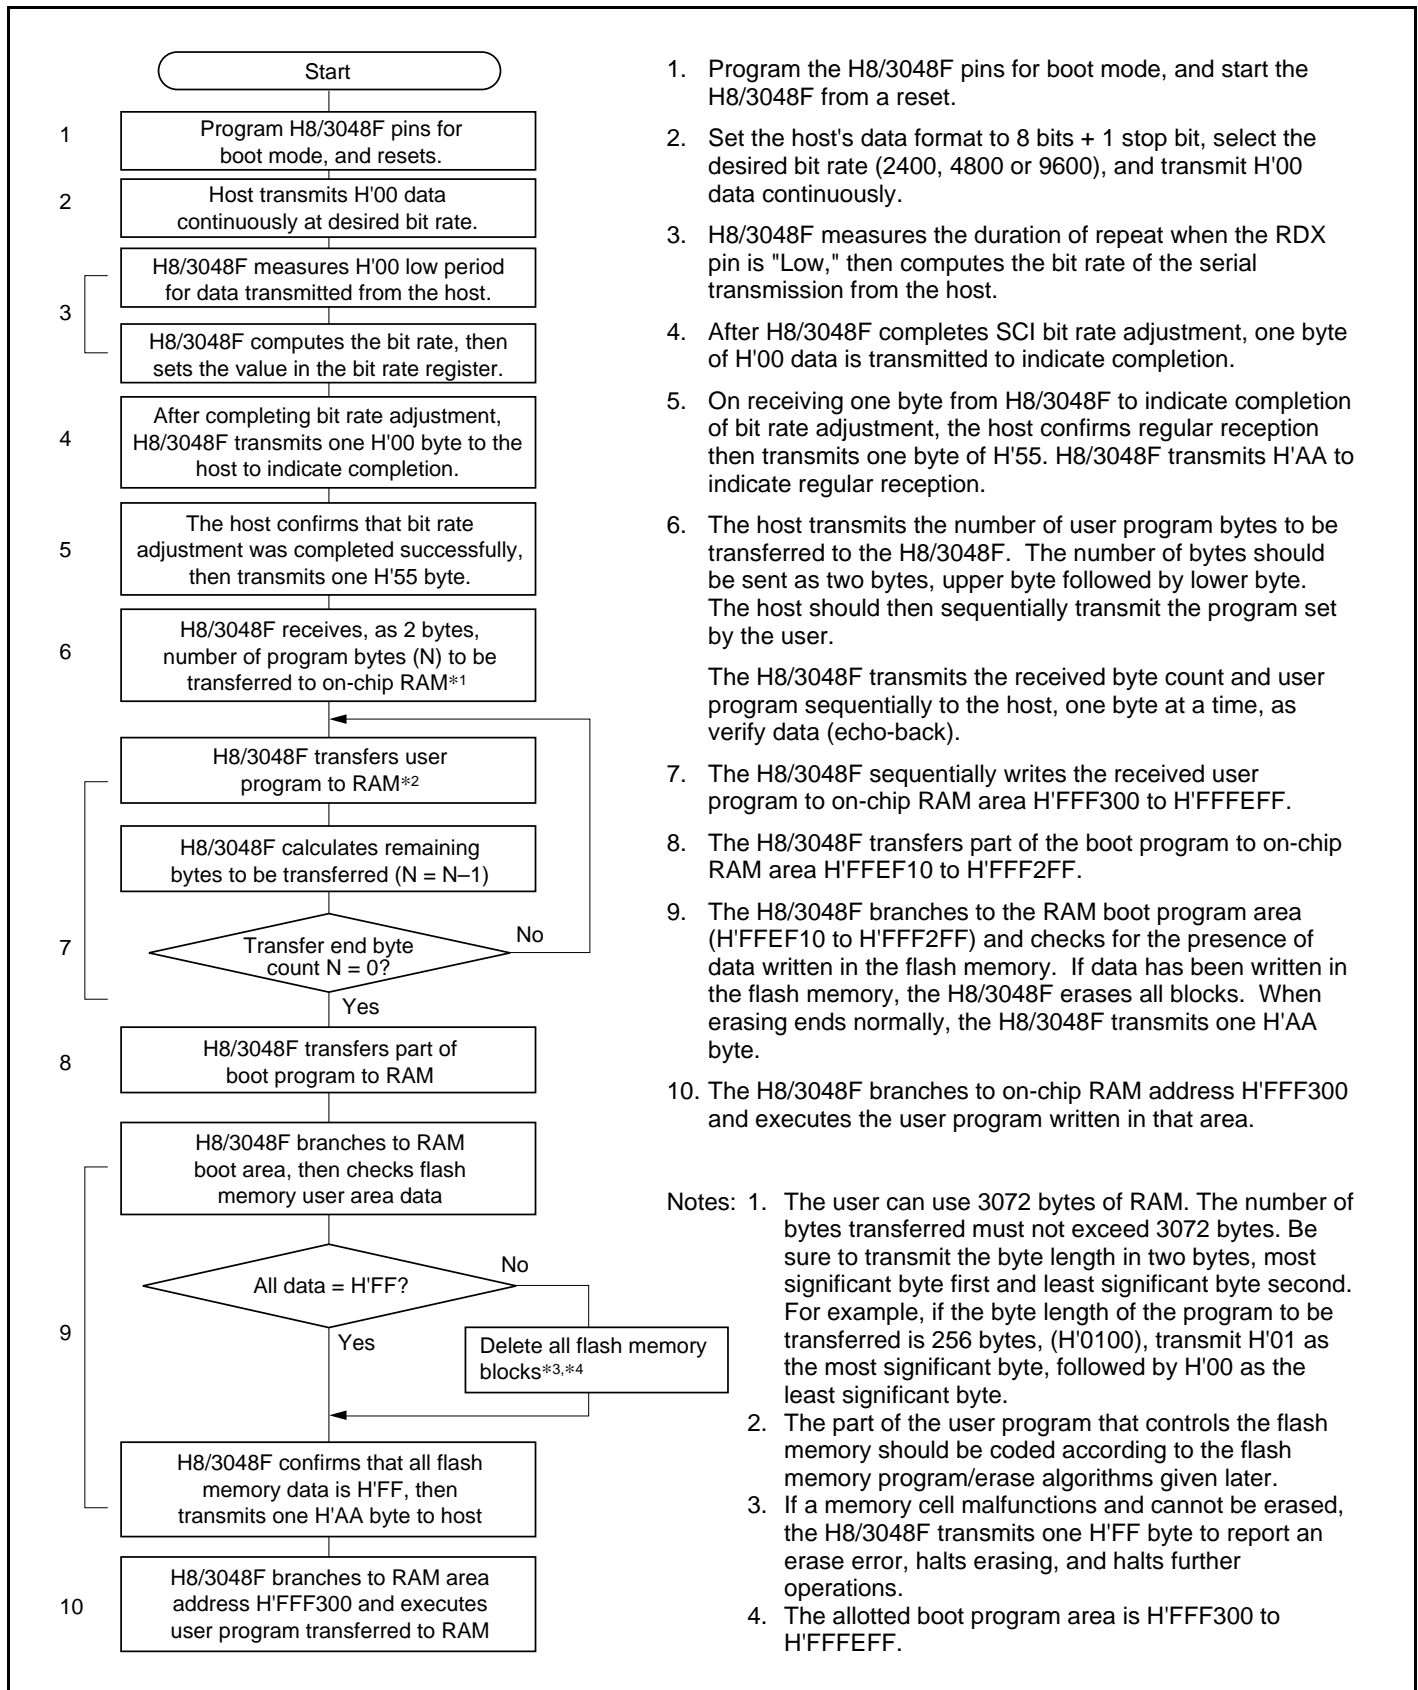 Start
1
Program H8/3048F pins for
boot mode, and resets.
2
Host transmits H'00 data
continuously at desired bit rate.
3
H8/3048F measures H'00 low period
for data transmitted from the host.
H8/3048F computes the bit rate, then
sets the value in the bit rate register.
4
After completing bit rate adjustment,
H8/3048F transmits one H'00 byte to the
host to indicate completion.
5
The host confirms that bit rate
adjustment was completed successfully,
then transmits one H'55 byte.
6
H8/3048F receives, as 2 bytes,
number of program bytes (N) to be
transferred to on-chip RAM*1
7
H8/3048F transfers user
program to RAM*2
H8/3048F calculates remaining
bytes to be transferred (N = N–1)
Transfer end byte
count N = 0?
No
Yes
8
H8/3048F transfers part of
boot program to RAM
9
H8/3048F branches to RAM
boot area, then checks flash
memory user area data
All data = H'FF?
No
Yes
Delete all flash memory
blocks*3,*4
H8/3048F confirms that all flash
memory data is H'FF, then
transmits one H'AA byte to host
10
H8/3048F branches to RAM area
address H'FFF300 and executes
user program transferred to RAM
1. Program the H8/3048F pins for boot mode, and start the
H8/3048F from a reset.
2. Set the host's data format to 8 bits + 1 stop bit, select the
desired bit rate (2400, 4800 or 9600), and transmit H'00
data continuously.
3. H8/3048F measures the duration of repeat when the RDX
pin is "Low," then computes the bit rate of the serial
transmission from the host.
4. After H8/3048F completes SCI bit rate adjustment, one byte
of H'00 data is transmitted to indicate completion.
5. On receiving one byte from H8/3048F to indicate completion
of bit rate adjustment, the host confirms regular reception
then transmits one byte of H'55. H8/3048F transmits H'AA to
indicate regular reception.
6. The host transmits the number of user program bytes to be
transferred to the H8/3048F. The number of bytes should
be sent as two bytes, upper byte followed by lower byte.
The host should then sequentially transmit the program set
by the user.
The H8/3048F transmits the received byte count and user
program sequentially to the host, one byte at a time, as
verify data (echo-back).
7. The H8/3048F sequentially writes the received user
program to on-chip RAM area H'FFF300 to H'FFFEFF.
8. The H8/3048F transfers part of the boot program to on-chip
RAM area H'FFEF10 to H'FFF2FF.
9. The H8/3048F branches to the RAM boot program area
(H'FFEF10 to H'FFF2FF) and checks for the presence of
data written in the flash memory. If data has been written in
the flash memory, the H8/3048F erases all blocks. When
erasing ends normally, the H8/3048F transmits one H'AA
byte.
10. The H8/3048F branches to on-chip RAM address H'FFF300
and executes the user program written in that area.
Notes: 1. The user can use 3072 bytes of RAM. The number of
bytes transferred must not exceed 3072 bytes. Be
sure to transmit the byte length in two bytes, most
significant byte first and least significant byte second.
For example, if the byte length of the program to be
transferred is 256 bytes, (H'0100), transmit H'01 as
the most significant byte, followed by H'00 as the
least significant byte.
2. The part of the user program that controls the flash
memory should be coded according to the flash
memory program/erase algorithms given later.
3. If a memory cell malfunctions and cannot be erased,
the H8/3048F transmits one H'FF byte to report an
erase error, halts erasing, and halts further
operations.
4. The allotted boot program area is H'FFF300 to
H'FFFEFF.